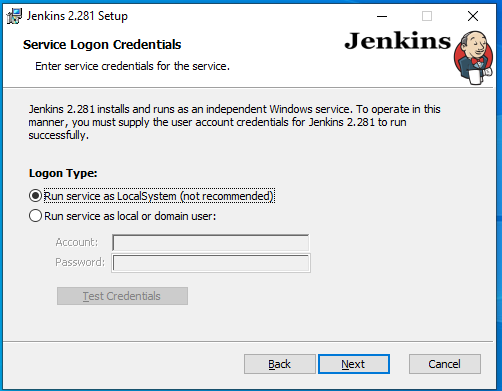 Jenkins 2.281 Setup
Service Logon Credentials
Enter service credentials for the service.
Jenkins
Jenkins 2.281 installs and runs as an independent Windows service. To operate in this
manner, you must supply the user account credentials for Jenkins 2.281 to run
successfully.
Logon Type:
Run service as LocalSystem (not recommended)
Run service as local or domain user:
Account:
Password:
Test Credentials
Back
Next
Cancel